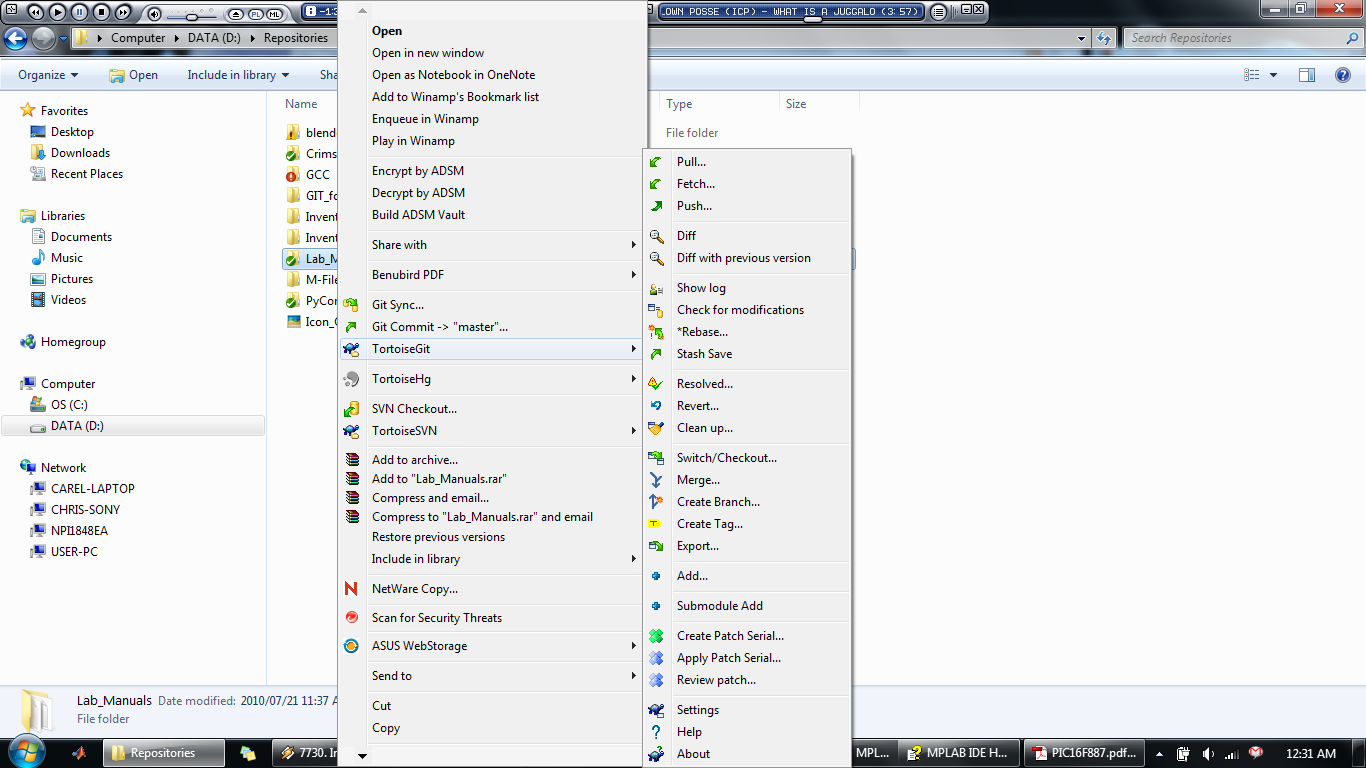 PL ML
-1:3
LOWN POSSE (ICP) - WHAT IS A JUGGALO (3:57)
Computer DATA (D:) Repositories
Search Repositories
Organize Open Include in library
Name Type Size
Favorites
Desktop
Downloads
Recent Places
Libraries
Documents
Music
Pictures
Videos
Homegroup
Computer
OS (C:)
DATA (D:)
Network
CAREL-LAPTOP
CHRIS-SONY
NPI1848EA
USER-PC
blend
Crims
GCC
GIT_fo
Invent
Invent
Lab_M
M-File
PyCon
Icon_
File folder
Open
Open in new window
Open as Notebook in OneNote
Add to Winamp's Bookmark list
Enqueue in Winamp
Play in Winamp
Encrypt by ADSM
Decrypt by ADSM
Build ADSM Vault
Share with
Benubird PDF
Git Sync...
Git Commit -> "master"...
TortoiseGit
TortoiseHg
SVN Checkout...
TortoiseSVN
Add to archive...
Add to "Lab_Manuals.rar"
Compress and email...
Compress to "Lab_Manuals.rar" and email
Restore previous versions
Include in library
NetWare Copy...
Scan for Security Threats
ASUS WebStorage
Send to
Cut
Copy
Pull...
Fetch...
Push...
Diff
Diff with previous version
Show log
Check for modifications
*Rebase...
Stash Save
Resolved...
Revert...
Clean up...
Switch/Checkout...
Merge...
Create Branch...
Create Tag...
Export...
Add...
Submodule Add
Create Patch Serial...
Apply Patch Serial...
Review patch...
Settings
Help
About
Lab_Manuals Date modified: 2010/07/21 11:37
File folder
Repositories
7730. In
MPL...
MPLAB IDE H...
PIC16F887.pdf...
12:31 AM